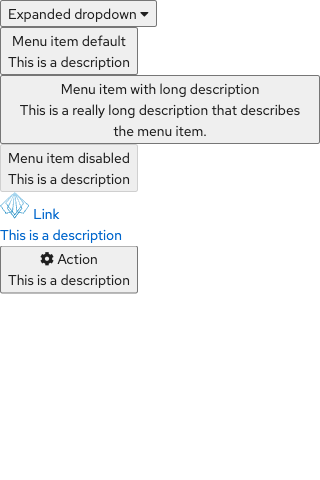 Expanded dropdown
Menu item default
This is a description
Menu item with long description
This is a really long description that describes
the menu item.
Menu item disabled
This is a description
Link
This is a description
Action
This is a description